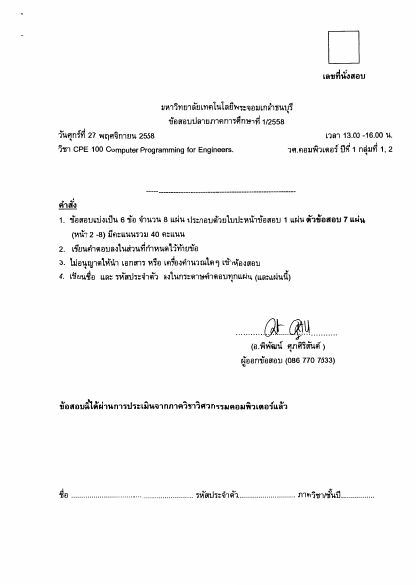 เลขที่นั่งสอบ
มหาวิทยาลัยเทคโนโลยีพระจอมเกล้าธนบุรี
ข้อสอบปลายภาคการศึกษาที่ 1/2558
วันศุกร์ที่ 27 พฤศจิกายน 2558 เวลา 13.00 -16.00 น.
วิชา CPE 100 Computer Programming for Engineers. วศ.คอมพิวเตอร์ ปีที่ 1 กลุ่มที่ 1, 2
คำสั่ง
1. ข้อสอบแบ่งเป็น 6 ข้อ จำนวน 8 แผ่น ประกอบด้วยใบปะหน้าข้อสอบ 1 แผ่น ตัวข้อสอบ 7 แผ่น
(หน้า 2 -8) มีคะแนนรวม 40 คะแนน
2. เขียนคำตอบลงในส่วนที่กำหนดไว้ท้ายข้อ
3. ไม่อนุญาตให้นำ เอกสาร หรือ เครื่องคำนวณใดๆ เข้าห้องสอบ
4. เขียนชื่อ และ รหัสประจำตัว ลงในกระดาษคำตอบทุกแผ่น (และแผ่นนี้)
(อ.พิพัฒน์ ศุภศิริสันต์ )
ผู้ออกข้อสอบ (086 770 7533)
ข้อสอบนี้ได้ผ่านการประเมินจากภาควิชาวิศวกรรมคอมพิวเตอร์แล้ว
ชื่อ .................................. ........................ รหัสประจำตัว........................... ภาควิชา/ชั้นปี................